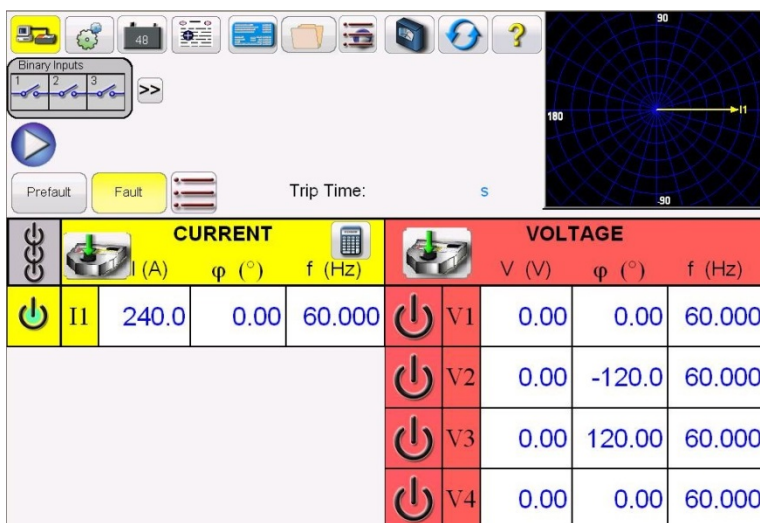 48
?
90
Binary Inputs
1 2 3
>>
180
I1
Prefault Fault Trip Time: s
-90
CURRENT VOLTAGE
I (A) φ (°) f (Hz) V (V) φ (°) f (Hz)
I1 240.0 0.00 60.000 V1 0.00 0.00 60.000
V2 0.00 -120.0 60.000
V3 0.00 120.00 60.000
V4 0.00 0.00 60.000